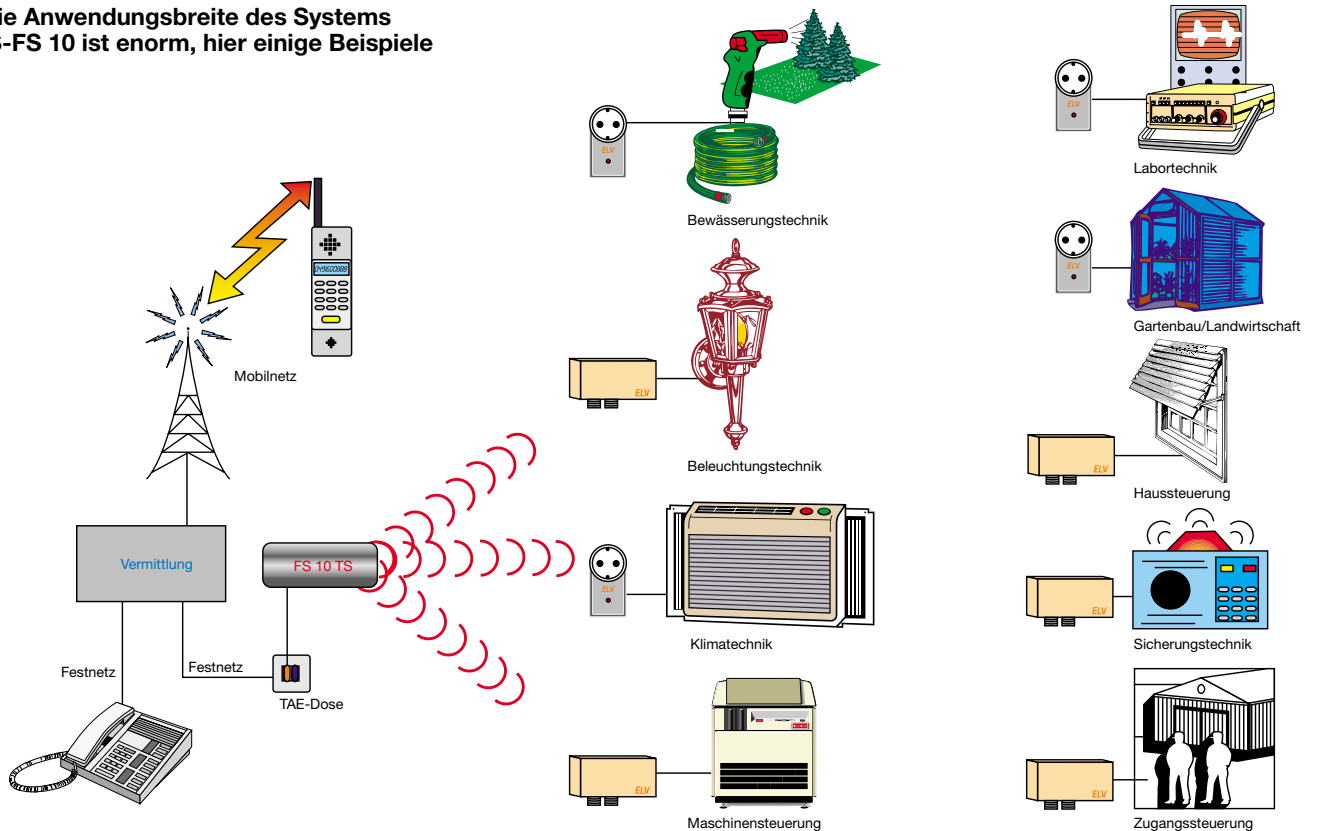 ie Anwendungsbreite des Systems
S-FS 10 ist enorm, hier einige Beispiele
ELV
Bewässerungstechnik
ELV
Labortechnik
ELV
Gartenbau/Landwirtschaft
Mobilnetz
ELV
Beleuchtungstechnik
ELV
Haussteuerung
Vermittlung
FS 10 TS
ELV
Klimatechnik
ELV
Sicherungstechnik
Festnetz
Festnetz
TAE-Dose
ELV
Maschinensteuerung
ELV
Zugangssteuerung